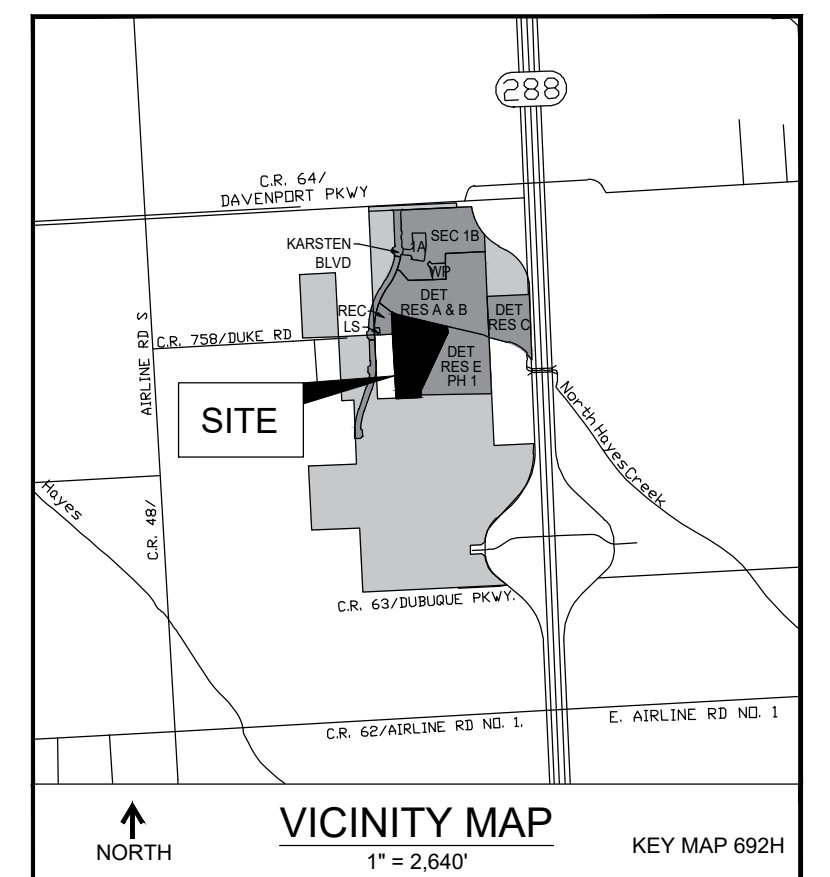 288
C.R. 64/
DAVENPORT PKWY
KARSTEN
BLVD
1A
SEC 1B
WP
DET
RES A & B
DET
RES C
REC
LS
C.R. 758/DUKE RD
DET
RES E
PH 1
AIRLINE RD S
SITE
North Hayes Creek
Hayes
C.R. 48/
C.R. 63/DUBUQUE PKWY.
C.R. 62/AIRLINE RD NO. 1.
E. AIRLINE RD NO. 1
NORTH
VICINITY MAP
1" = 2,640'
KEY MAP 692H